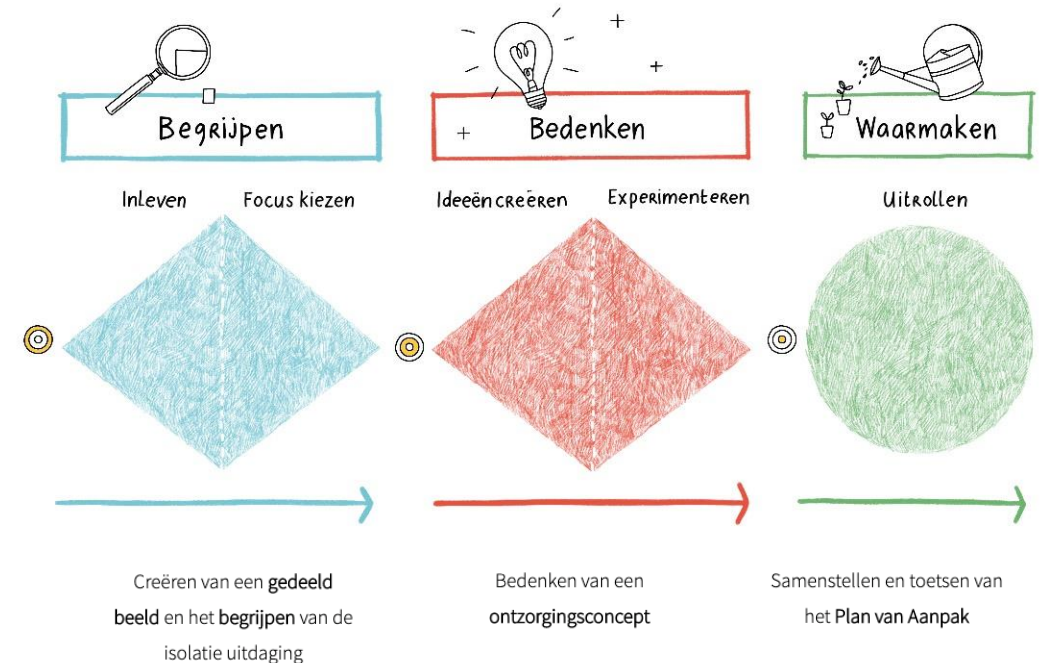 Begrijpen
Bedenken
Waarmaken
Inleven
Focus kiezen
Ideeën creëren
Experimenteren
Uitrollen
Creëren van een gedeeld
beeld en het begrijpen van de
isolatie uitdaging
Bedenken van een
ontzorgingsconcept
Samenstellen en toetsen van
het Plan van Aanpak